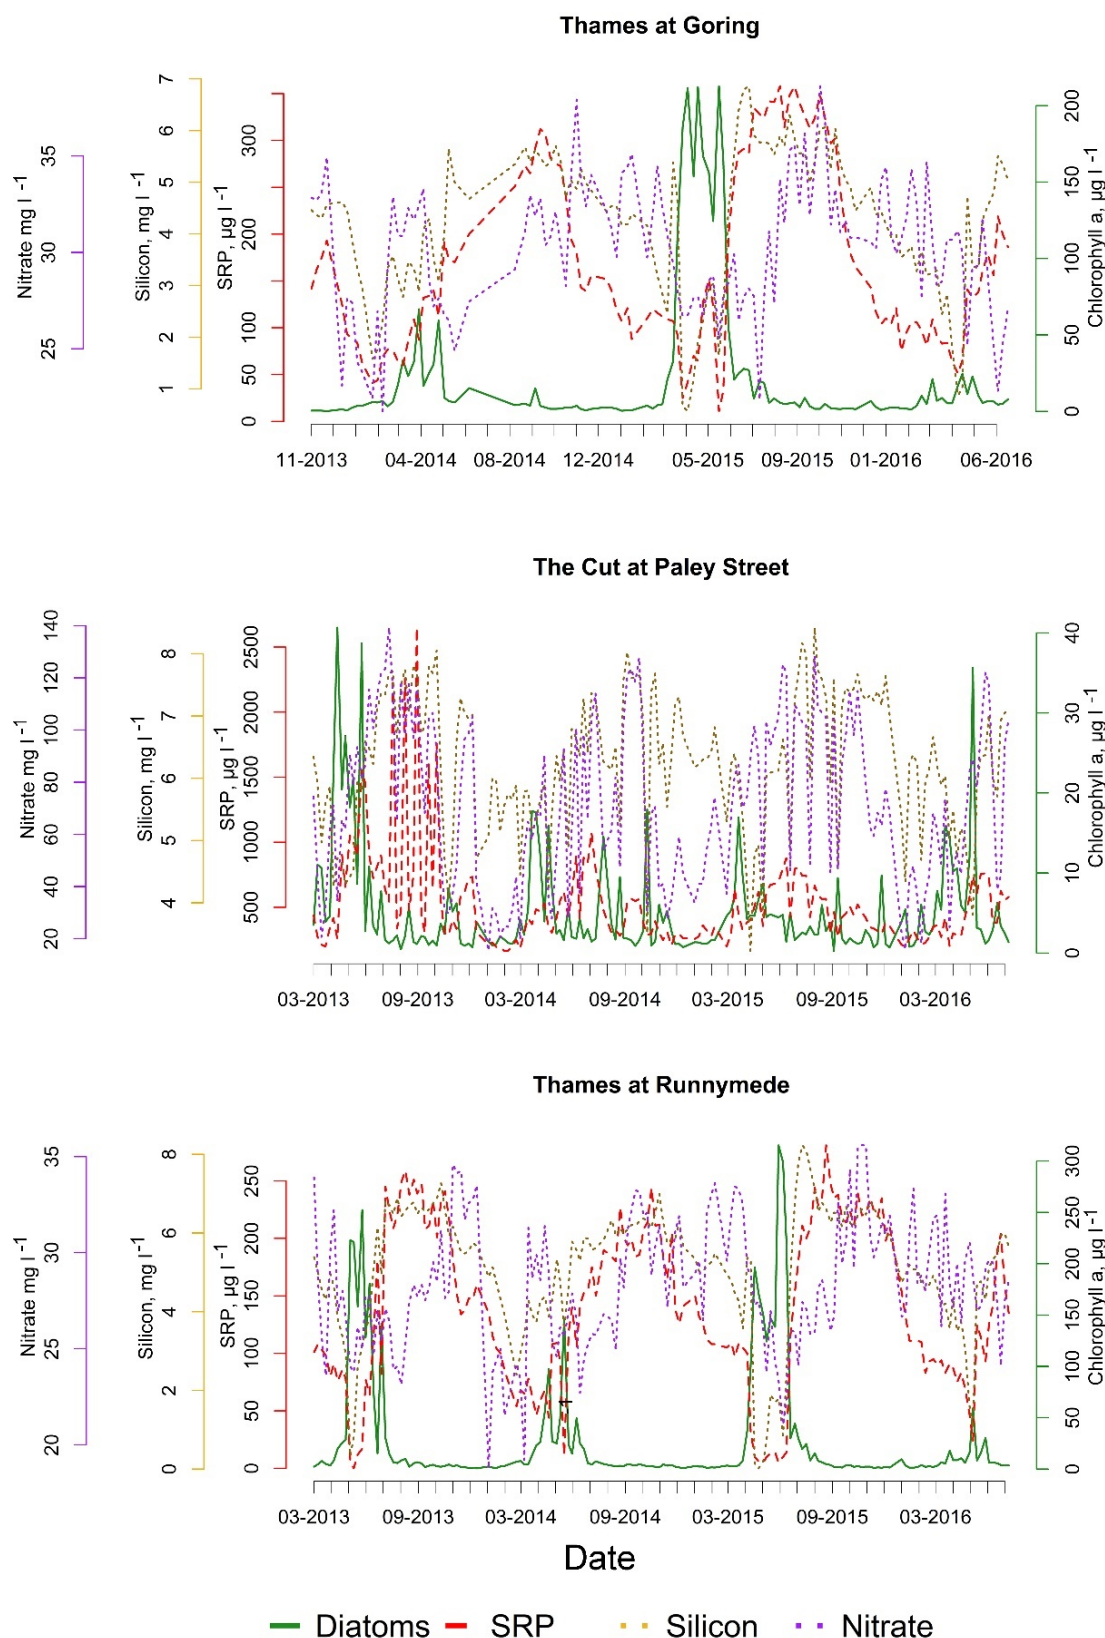 Thames at Goring
Nitrate mg l -1
25 30 35
Silicon, mg l -1
1 2 3 4 5 6 7
SRP, µg l -1
0 50 100 200 300
Chlorophyll a, µg l -1
0 50 100 150 200
11-2013 04-2014 08-2014 12-2014 05-2015 09-2015 01-2016 06-2016
The Cut at Paley Street
Nitrate mg l -1
20 40 60 80 100 120 140
Silicon, mg l -1
4 5 6 7 8
SRP, µg l -1
500 1000 1500 2000 2500
Chlorophyll a, µg l -1
0 10 20 30 40
03-2013 09-2013 03-2014 09-2014 03-2015 09-2015 03-2016
Thames at Runnymede
Nitrate mg l -1
20 25 30 35
Silicon, mg l -1
0 2 4 6 8
SRP, µg l -1
0 50 100 150 200 250
Chlorophyll a, µg l -1
0 50 100 150 200 250 300
03-2013 09-2013 03-2014 09-2014 03-2015 09-2015 03-2016
Date
Diatoms SRP Silicon Nitrate